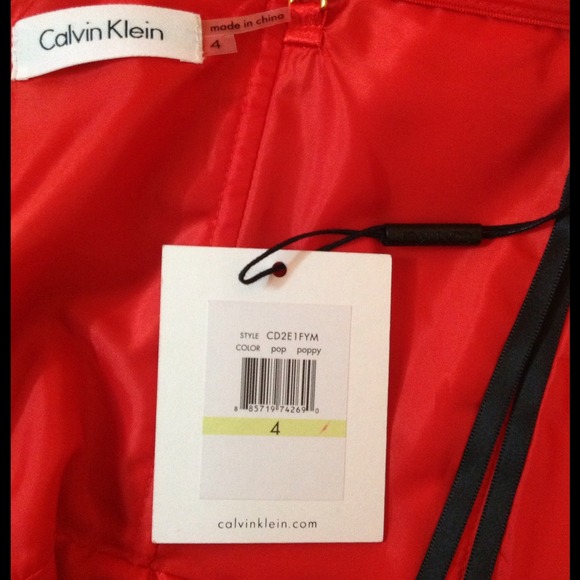 Calvin Klein
made in china
4
STYLE CD2E1FYM
COLOR pop poppy
8 85719 74269 0
4
calvinklein.com